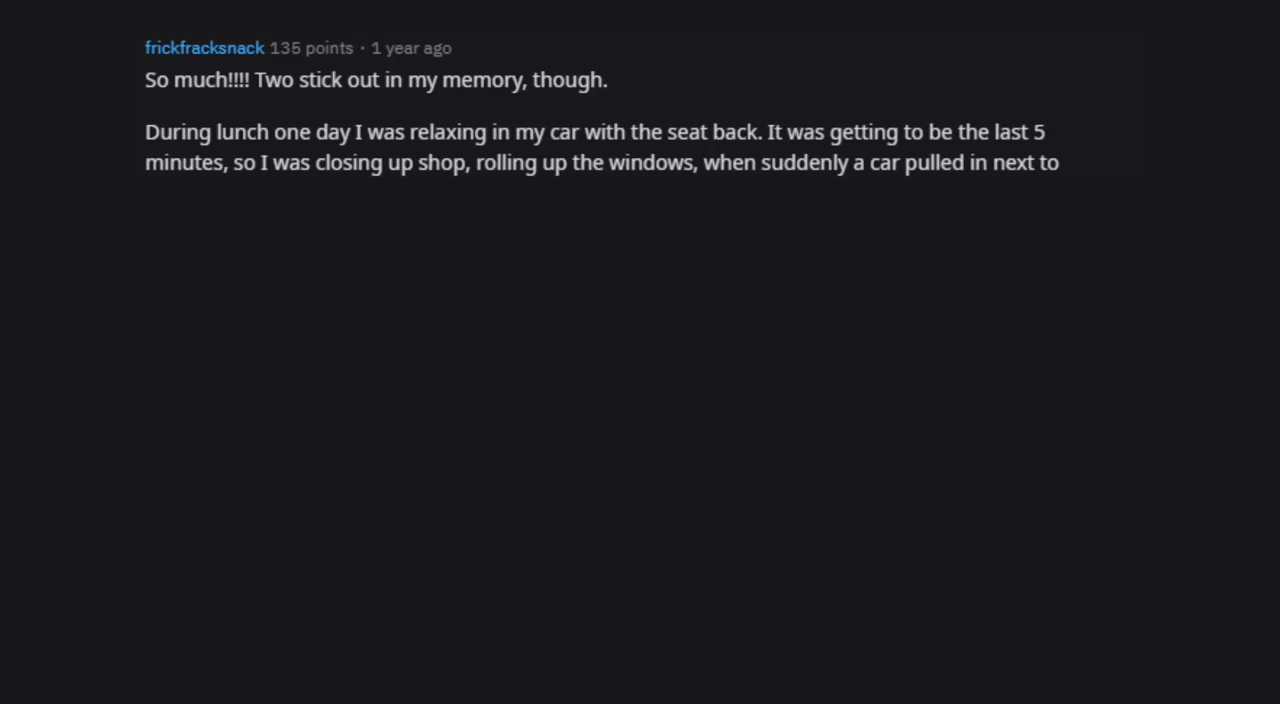 frickfracksnack 135 points · 1 year ago
So much!!!! Two stick out in my memory, though.
During lunch one day I was relaxing in my car with the seat back. It was getting to be the last 5
minutes, so I was closing up shop, rolling up the windows, when suddenly a car pulled in next to